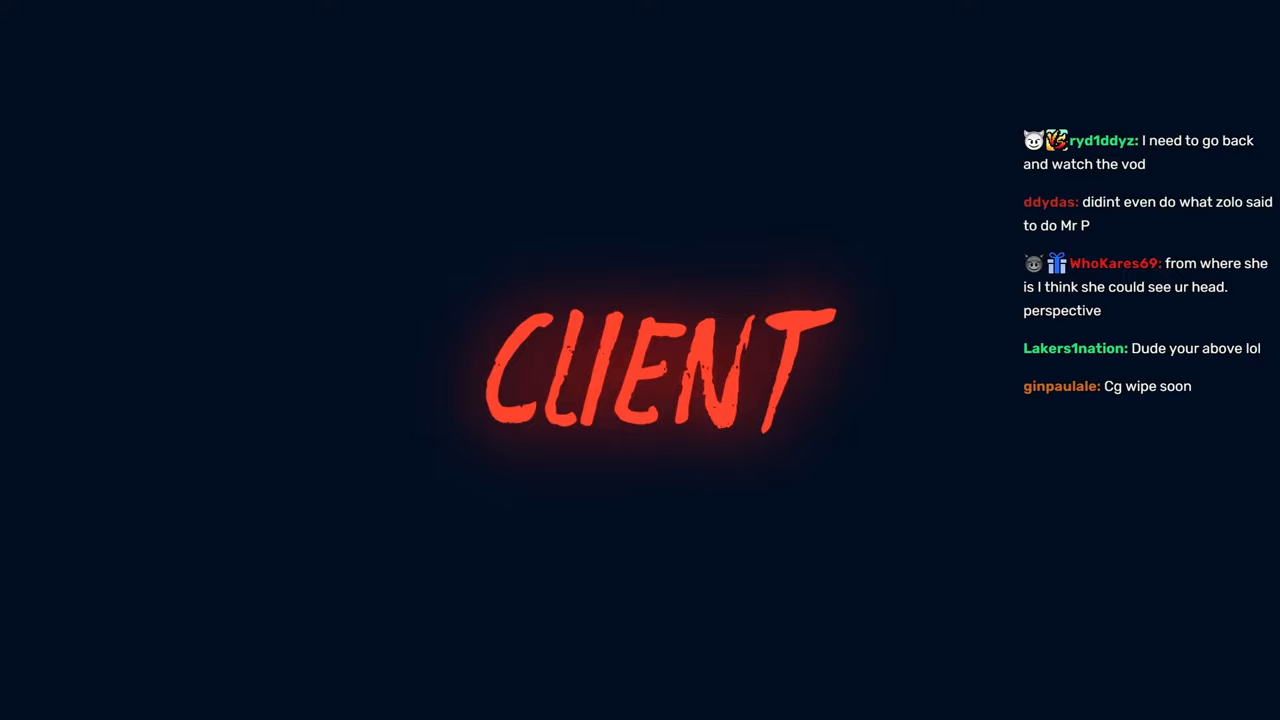 CLIENT
ryd1ddyz: I need to go back
and watch the vod
ddydas: didint even do what zolo said
to do Mr P
WhoKares69: from where she
is I think she could see ur head.
perspective
Lakers1nation: Dude your above lol
ginpaulale: Cg wipe soon